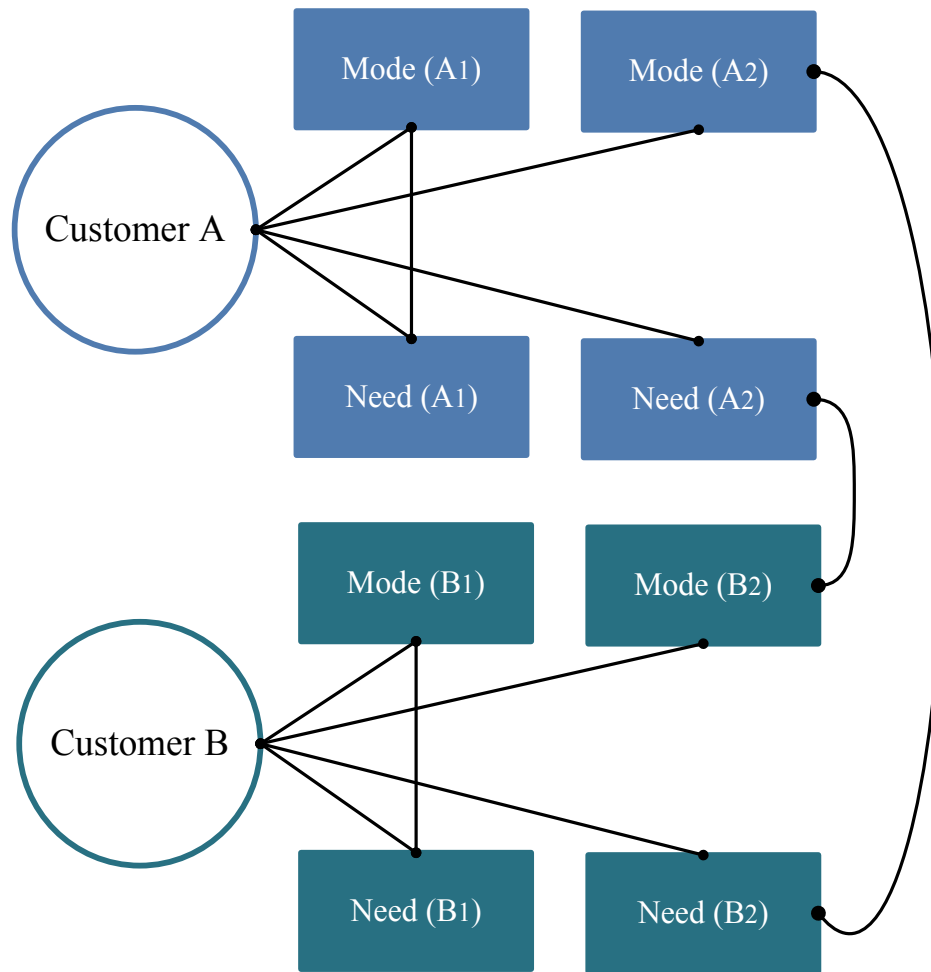 Mode (A1)
Mode (A2)
Customer A
Need (A1)
Need (A2)
Mode (B1)
Mode (B2)
Customer B
Need (B1)
Need (B2)